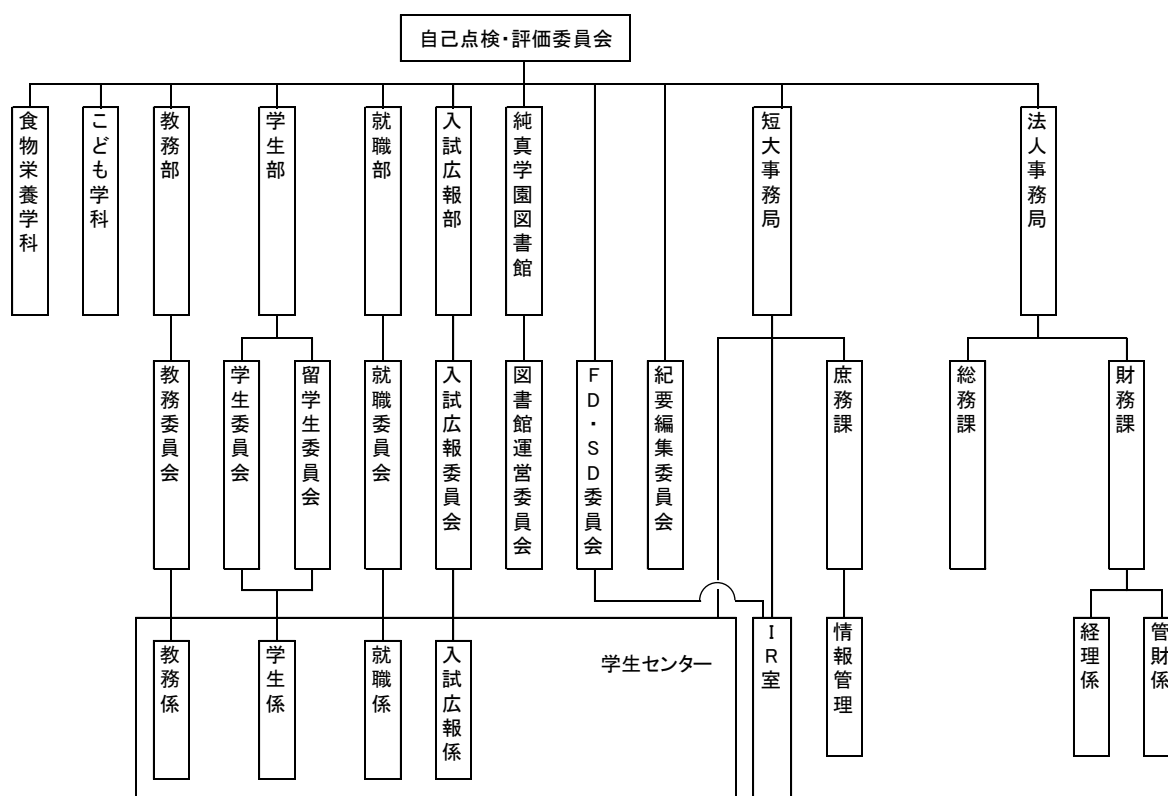 自己点検・評価委員会
食物栄養学科
こども学科
教務部
学生部
就職部
入試広報部
純真学園図書館
短大事務局
法人事務局
教務委員会
学生委員会
留学生委員会
就職委員会
入試広報委員会
図書館運営委員会
FD・SD委員会
紀要編集委員会
庶務課
総務課
財務課
学生センター
教務係
学生係
就職係
入試広報係
IR室
情報管理
経理係
管財係